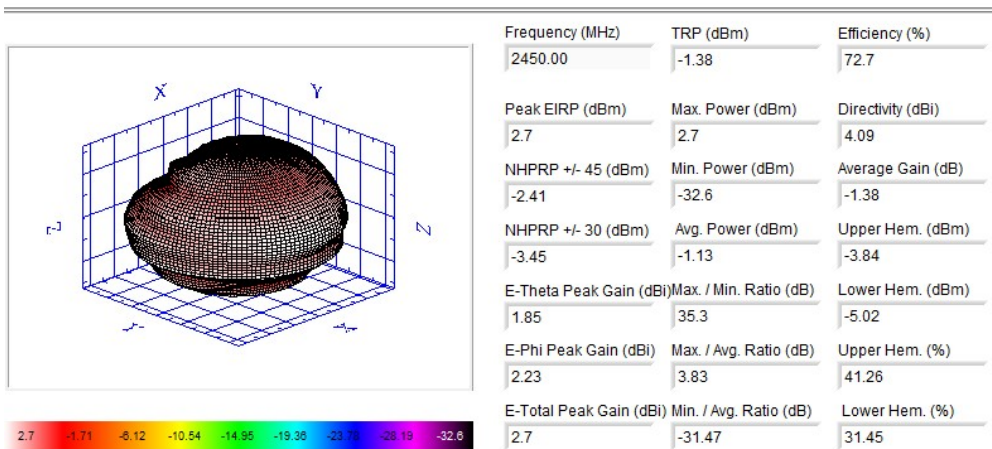 Frequency (MHz) TRP (dBm) Efficiency (%)
2450.00 -1.38 72.7
Peak EIRP (dBm) Max. Power (dBm) Directivity (dBi)
2.7 2.7 4.09
NHPRP +/- 45 (dBm) Min. Power (dBm) Average Gain (dB)
-2.41 -32.6 -1.38
NHPRP +/- 30 (dBm) Avg. Power (dBm) Upper Hem. (dBm)
-3.45 -1.13 -3.84
E-Theta Peak Gain (dBi) Max. / Min. Ratio (dB) Lower Hem. (dBm)
1.85 35.3 -5.02
E-Phi Peak Gain (dBi) Max. / Avg. Ratio (dB) Upper Hem. (%)
2.23 3.83 41.26
E-Total Peak Gain (dBi) Min. / Avg. Ratio (dB) Lower Hem. (%)
2.7 -31.47 31.45
X Y
Z
2.7 -1.71 -6.12 -10.54 -14.95 -19.36 -23.78 -28.19 -32.6